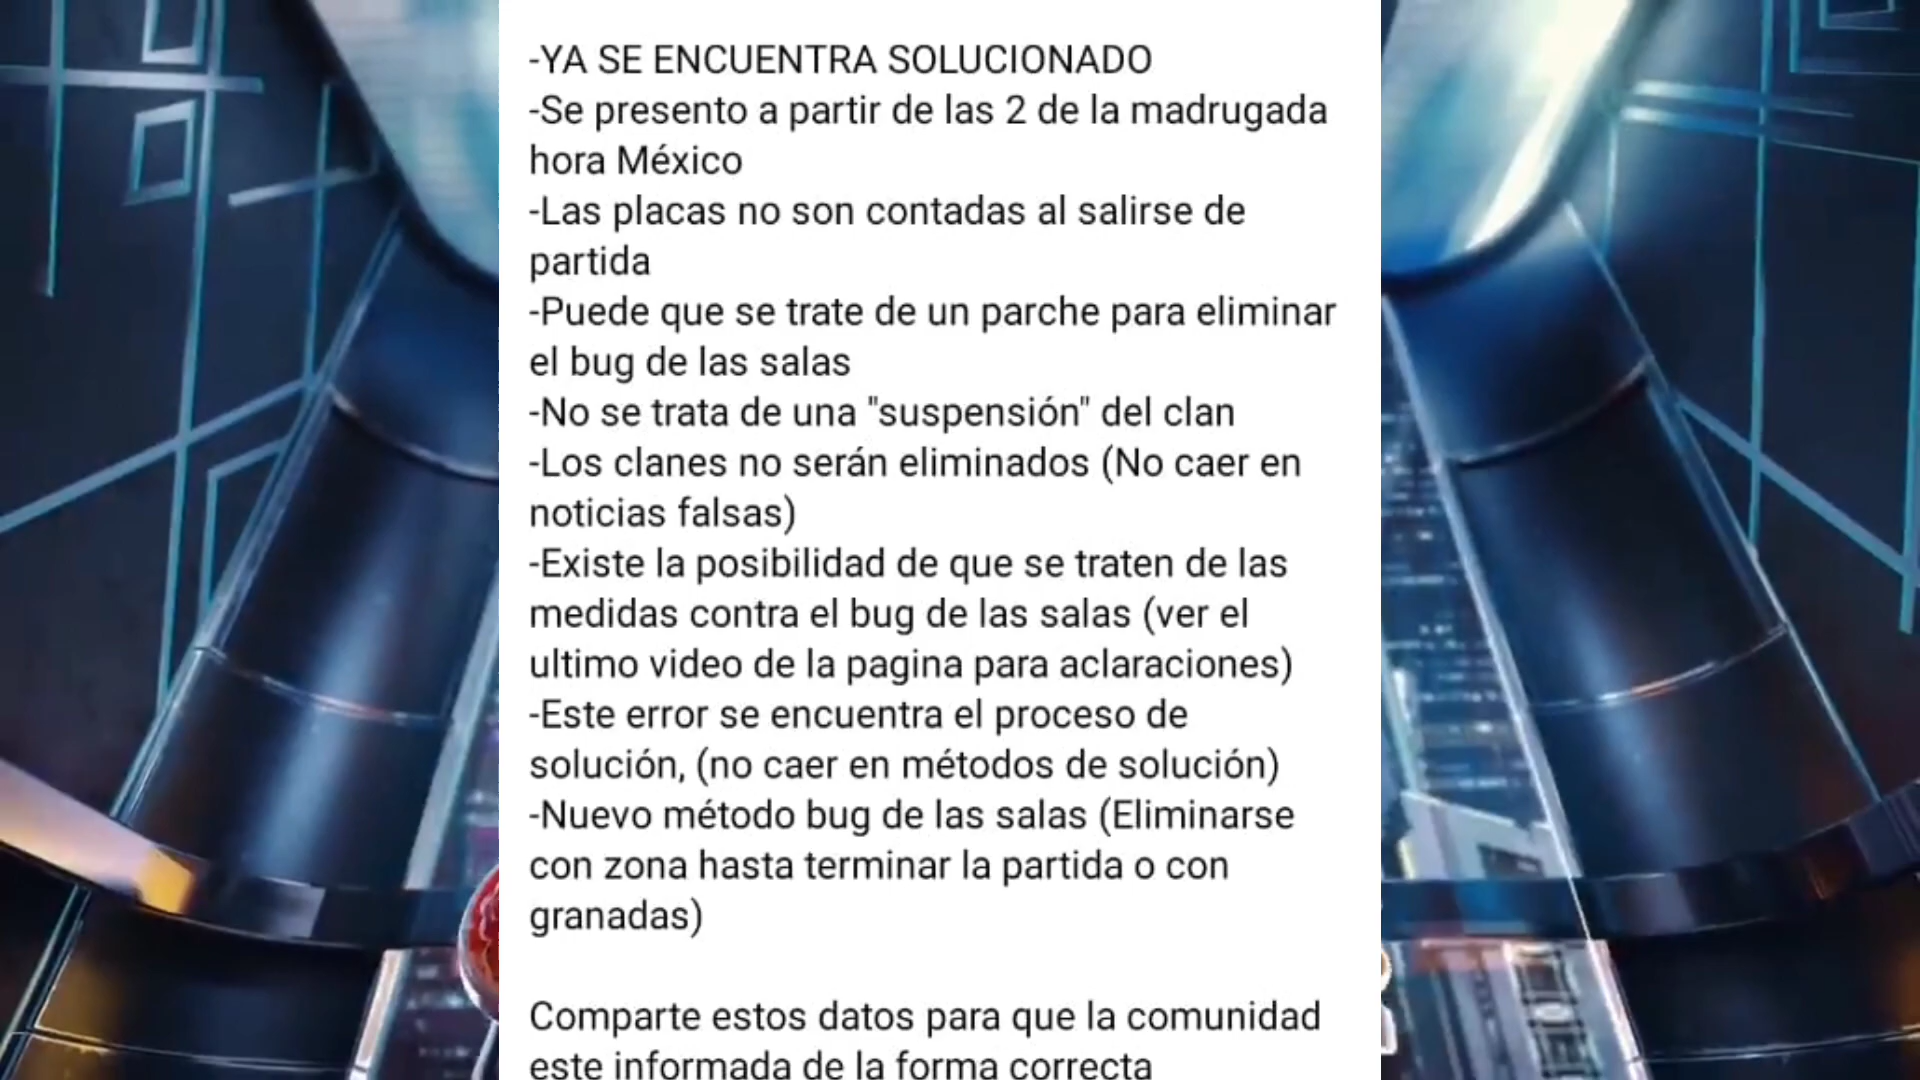 -YA SE ENCUENTRA SOLUCIONADO
-Se presento a partir de las 2 de la madrugada
hora México
-Las placas no son contadas al salirse de
partida
-Puede que se trate de un parche para eliminar
el bug de las salas
-No se trata de una "suspensión" del clan
-Los clanes no serán eliminados (No caer en
noticias falsas)
-Existe la posibilidad de que se traten de las
medidas contra el bug de las salas (ver el
ultimo video de la pagina para aclaraciones)
-Este error se encuentra el proceso de
solución, (no caer en métodos de solución)
-Nuevo método bug de las salas (Eliminarse
con zona hasta terminar la partida o con
granadas)
Comparte estos datos para que la comunidad
este informada de la forma correcta